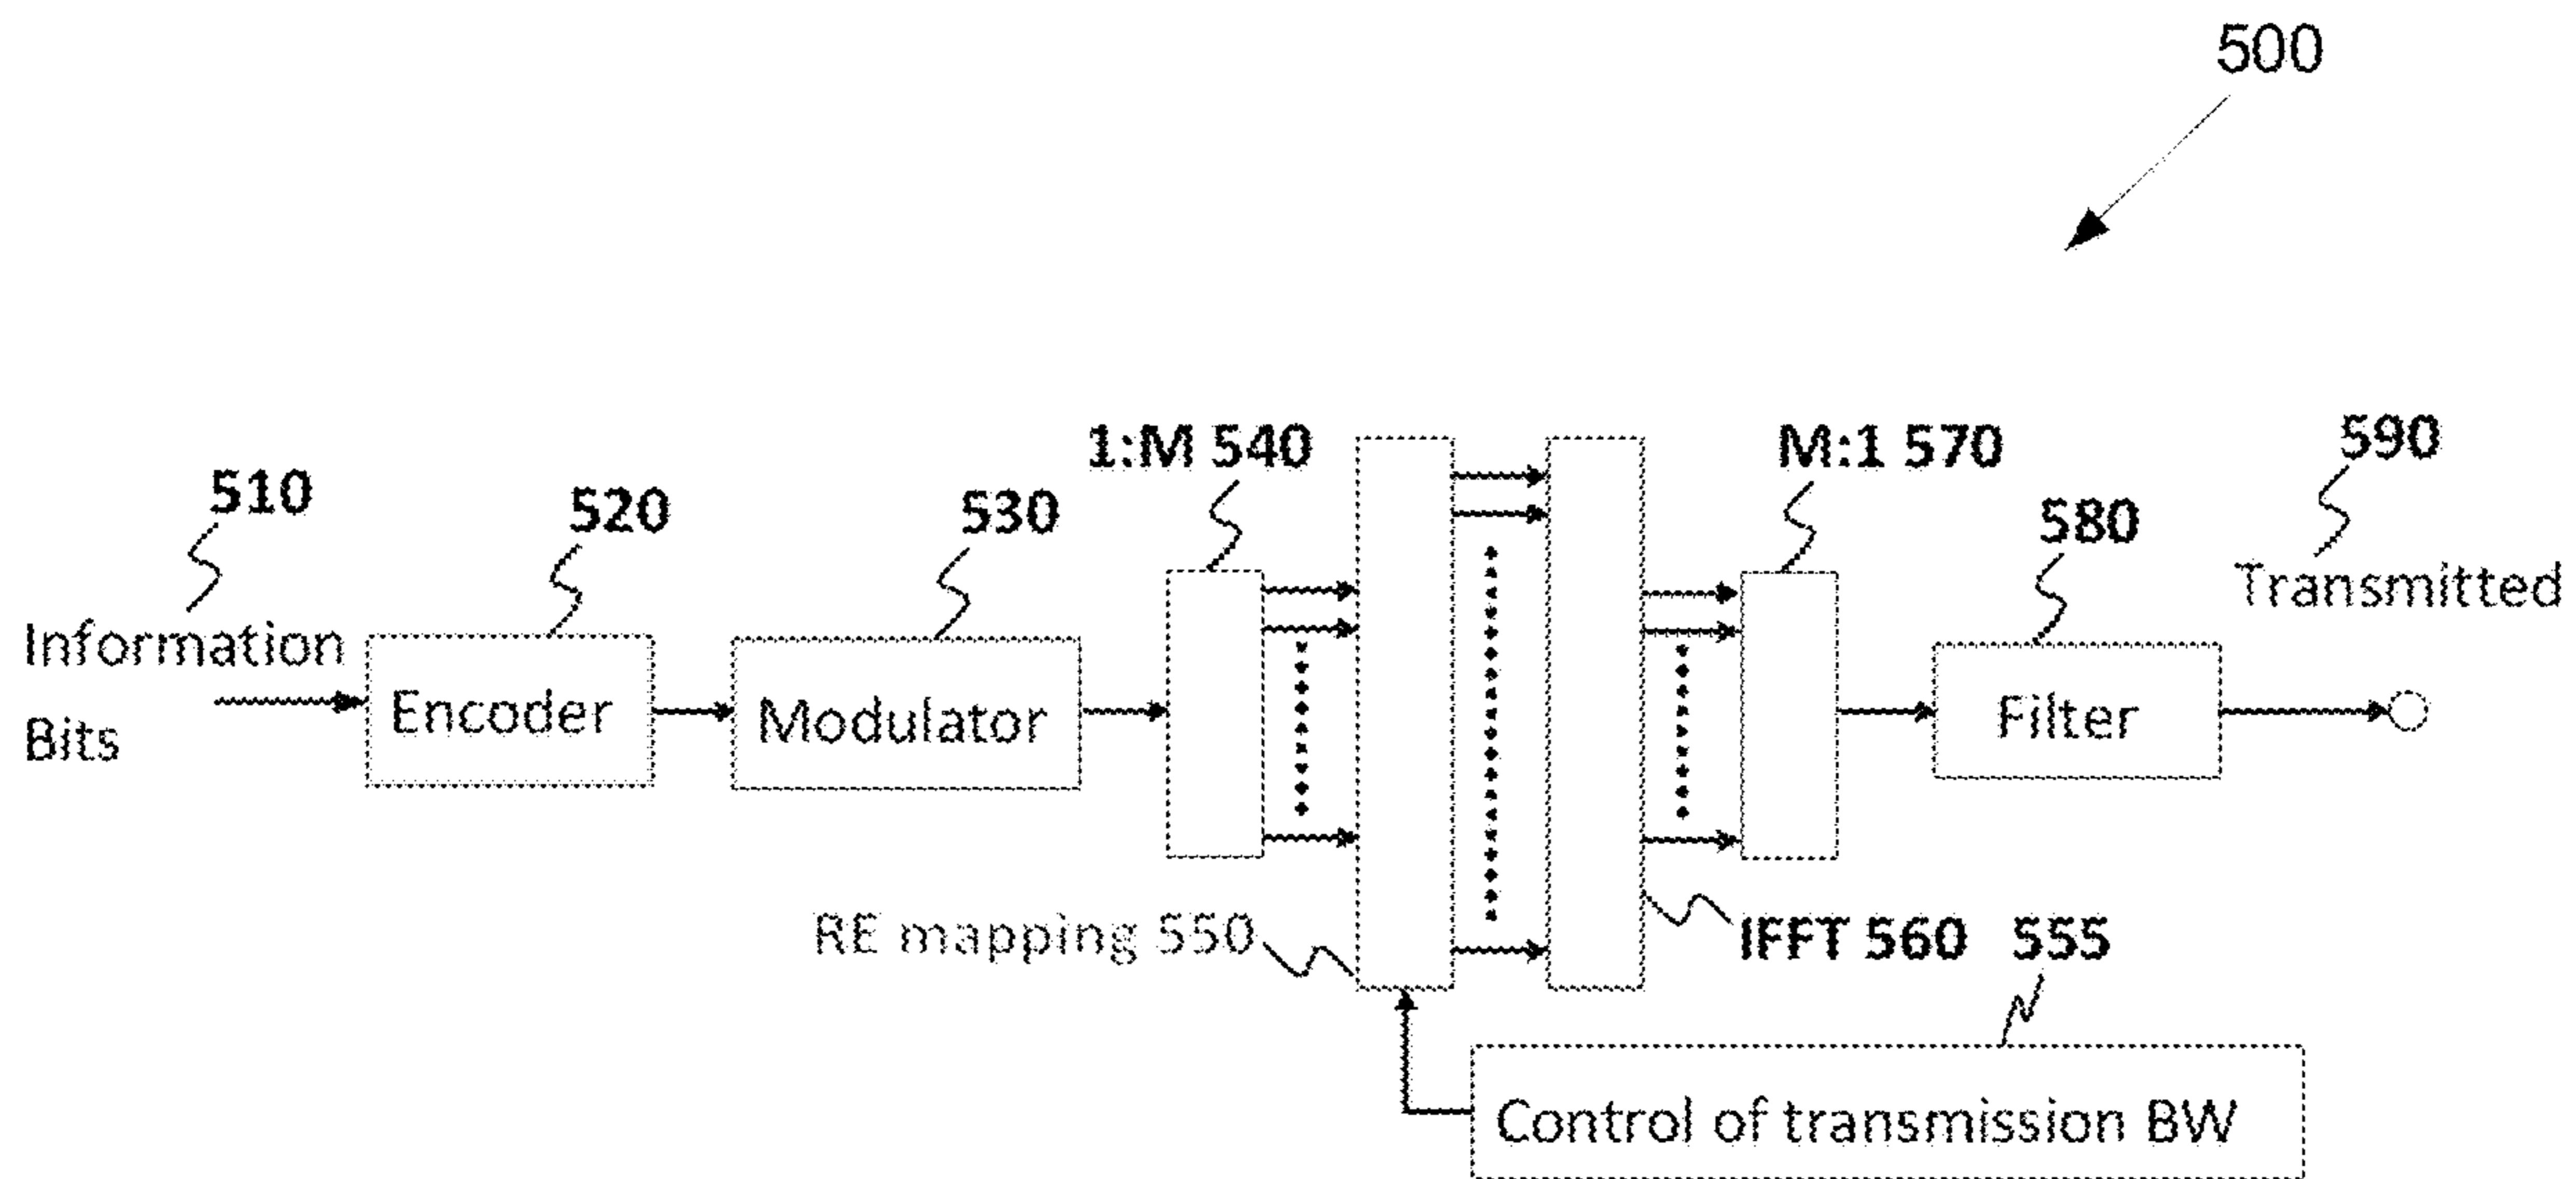 500
1:M 540
M:1 570
590
510
520
530
580
Transmitted
Information
Bits
Encoder
Modulator
Filter
RE mapping 550
IFFT 560
555
Control of transmission BW